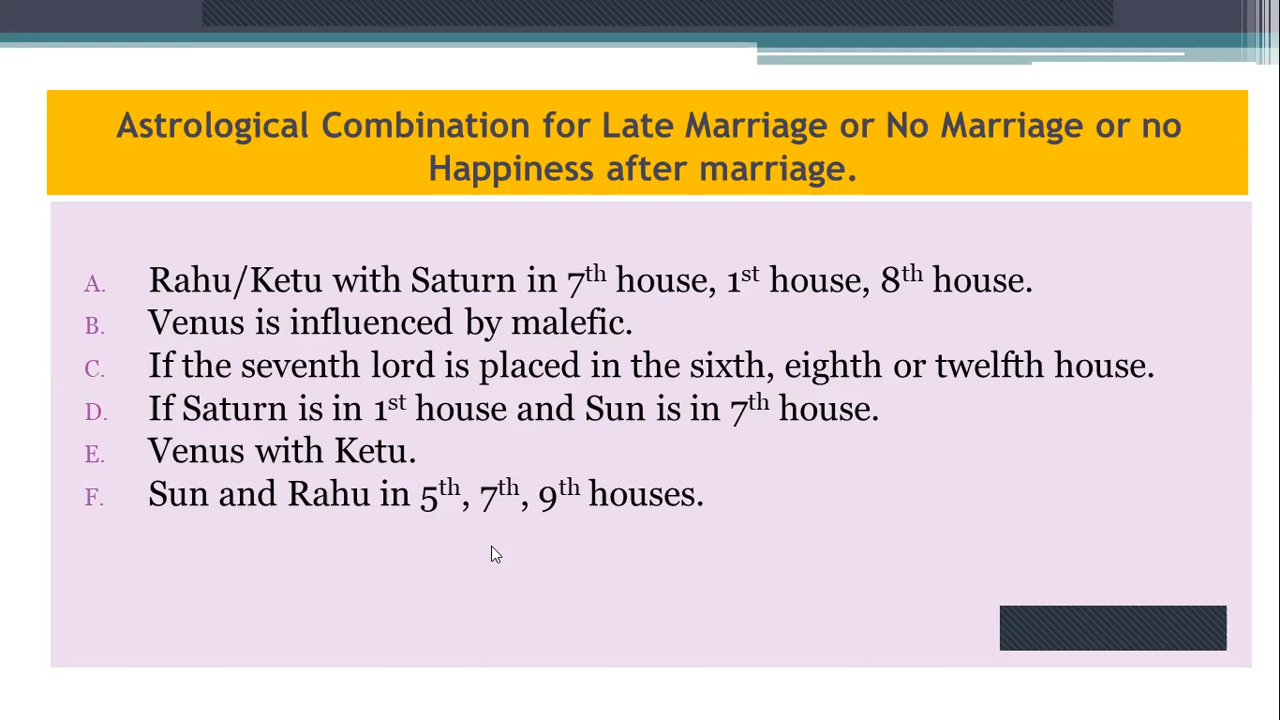 Astrological Combination for Late Marriage or No Marriage or no
Happiness after marriage.
A. Rahu/Ketu with Saturn in 7th house, 1st house, 8th house.
B. Venus is influenced by malefic.
C. If the seventh lord is placed in the sixth, eighth or twelfth house.
D. If Saturn is in 1st house and Sun is in 7th house.
E. Venus with Ketu.
F. Sun and Rahu in 5th, 7th, 9th houses.